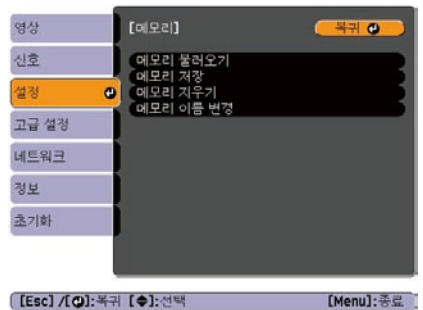 영상
신호
설정
고급 설정
네트워크
정보
초기화
[메모리]
복귀
메모리 불러오기
메모리 저장
메모리 지우기
메모리 이름 변경
[Esc] /[⏎]:복귀 [◆]:선택 [Menu]:종료